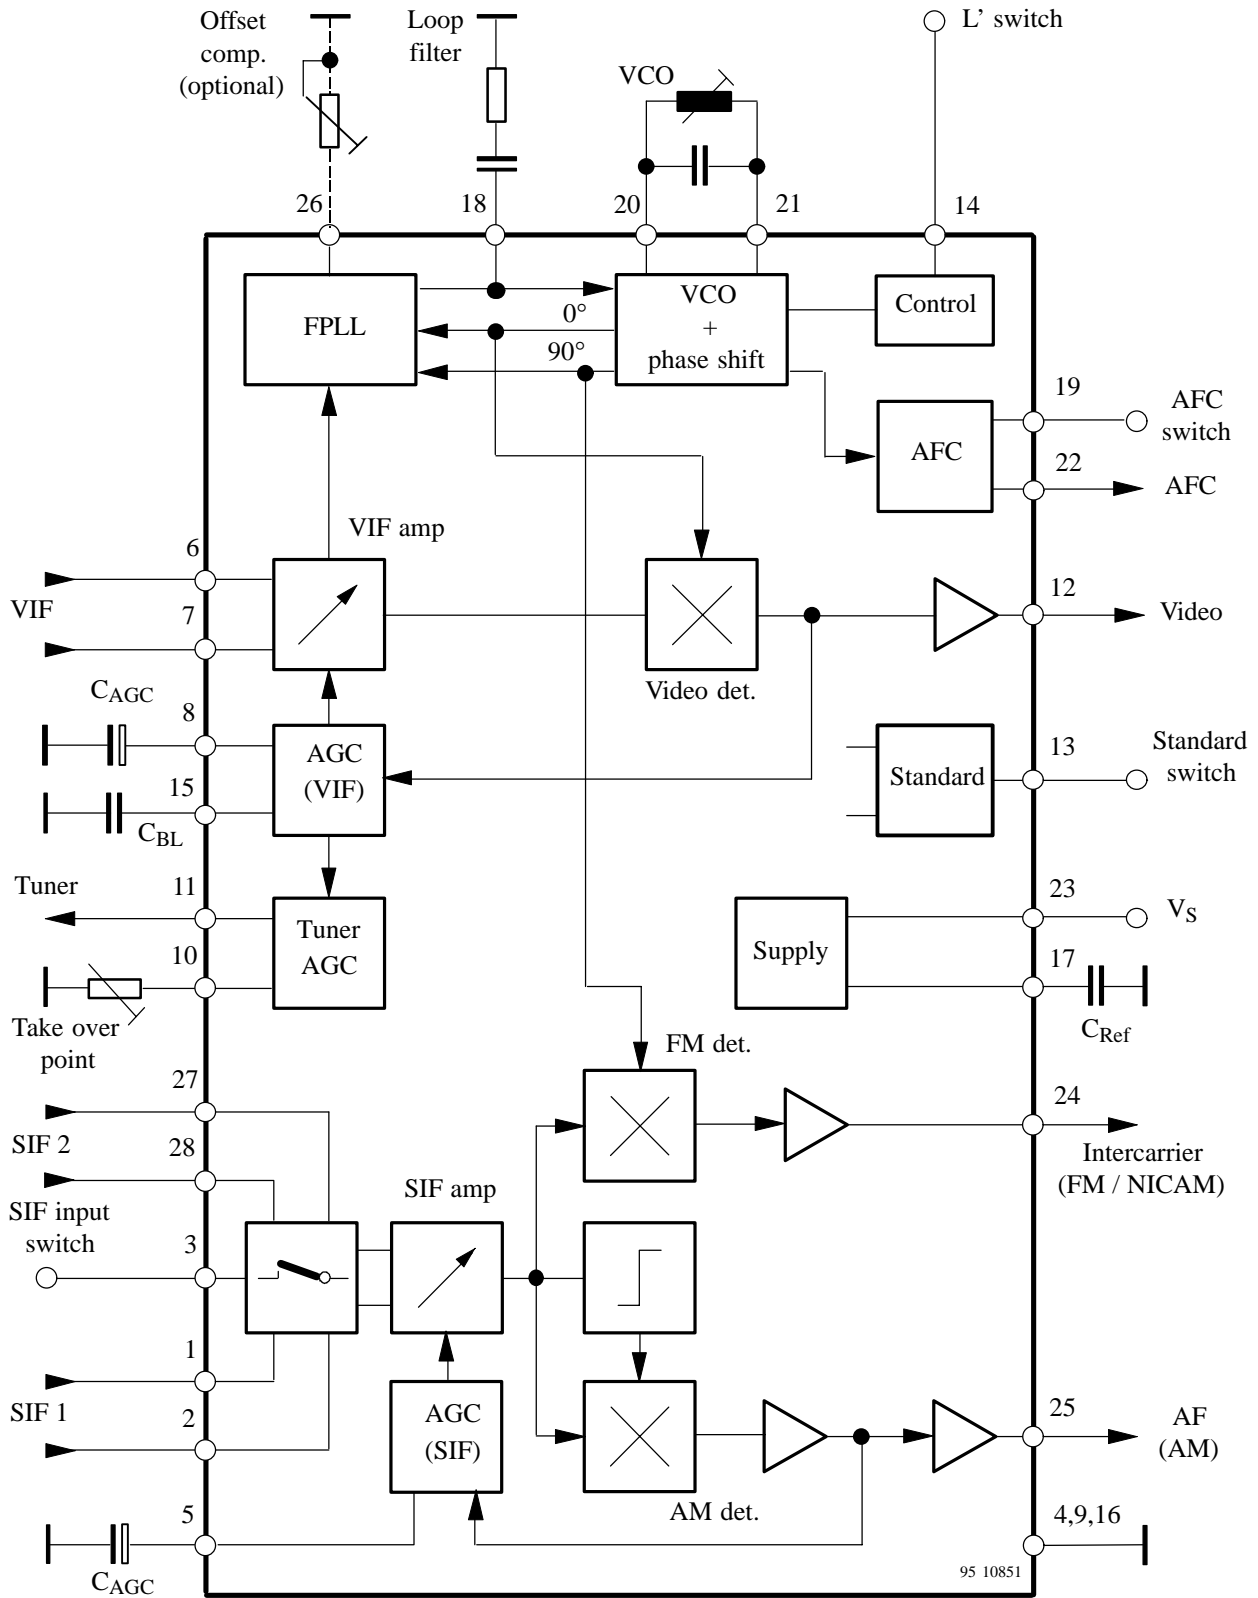 Offset
comp.
(optional)
Loop
filter
VCO
L’ switch
26
18
20
21
14
FPLL
0°
90°
VCO
+
phase shift
Control
19
AFC
switch
AFC
22
AFC
VIF amp
6
VIF
7
12
Video
Video det.
CAGC
8
AGC
(VIF)
15
CBL
Standard
13
Standard
switch
Tuner
11
Tuner
AGC
10
Take over
point
Supply
23
VS
17
CRef
FM det.
27
SIF 2
28
24
Intercarrier
(FM / NICAM)
SIF amp
SIF input
switch
3
1
SIF 1
2
AGC
(SIF)
25
AF
(AM)
AM det.
5
CAGC
4,9,16
95 10851